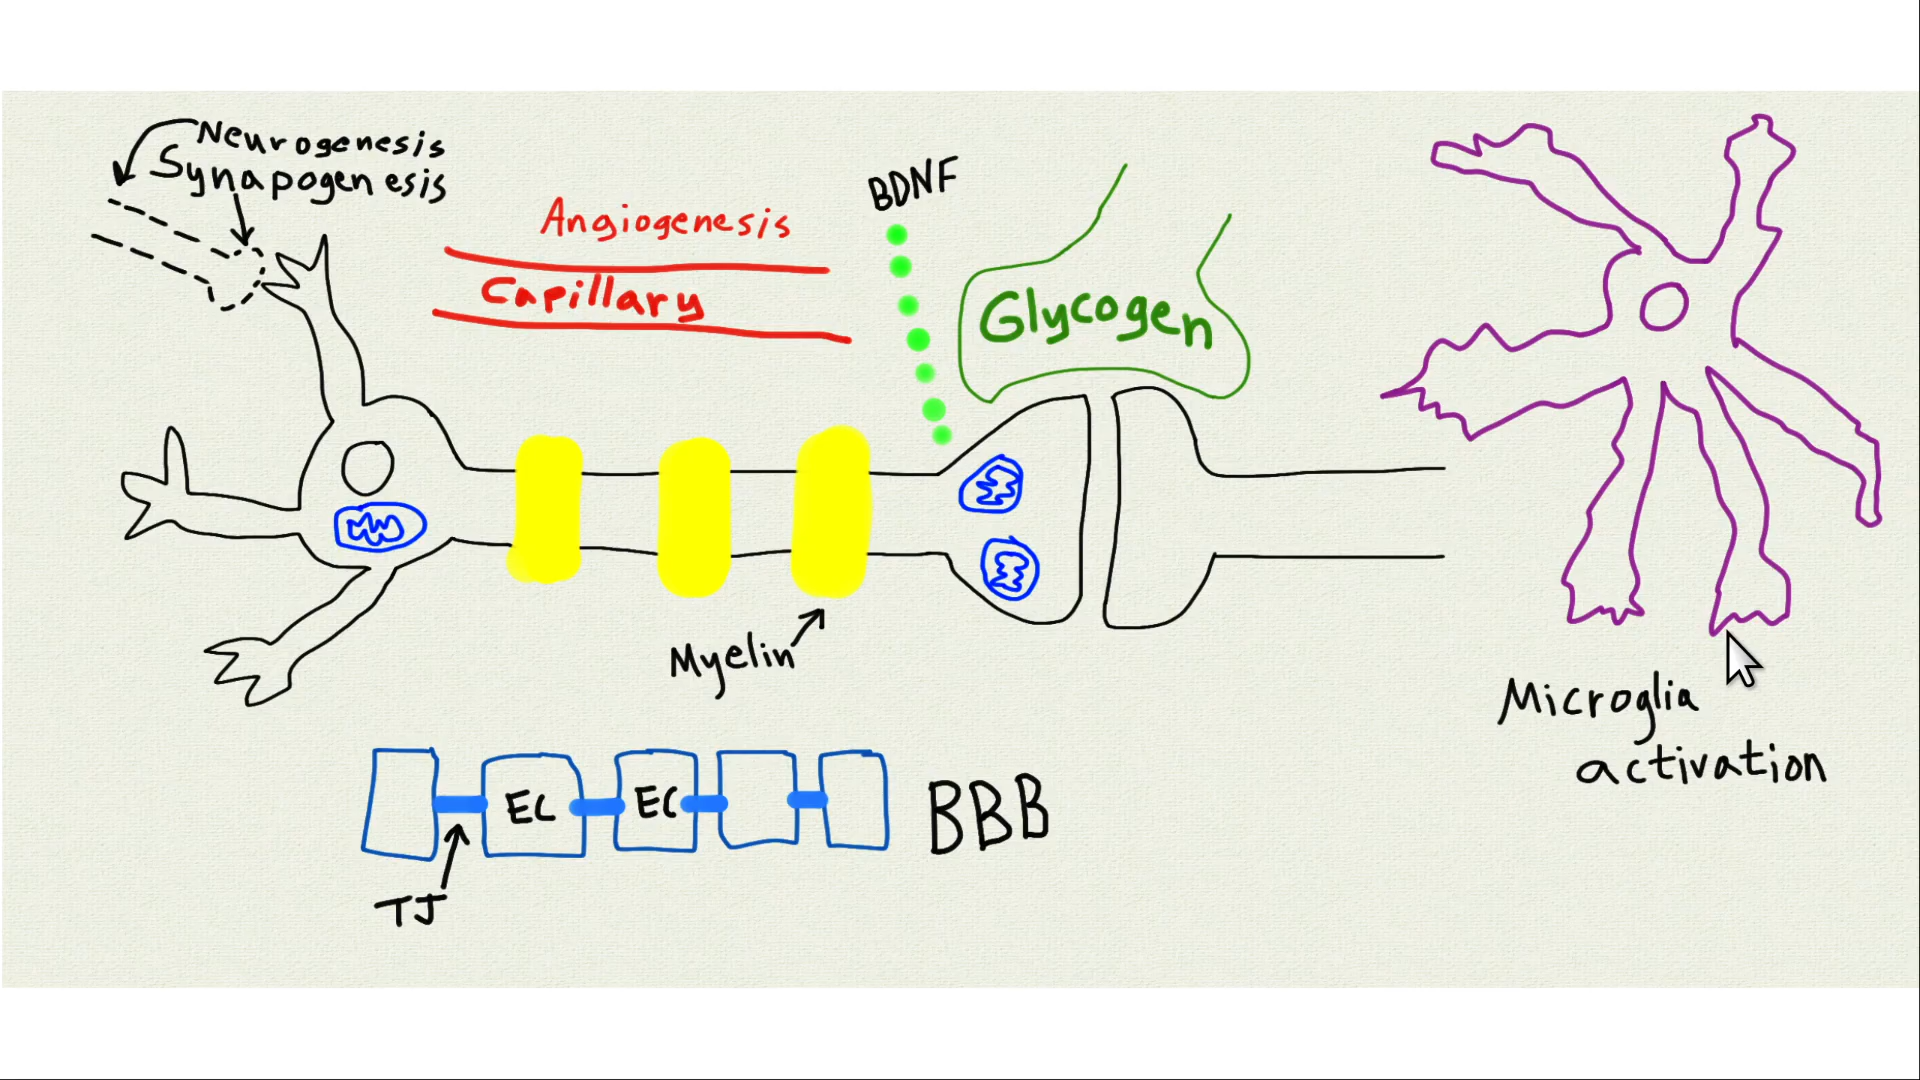 Neurogenesis
Synapogenesis
Angiogenesis
Capillary
BDNF
Glycogen
Myelin
Microglia
activation
EC
EC
BBB
TJ